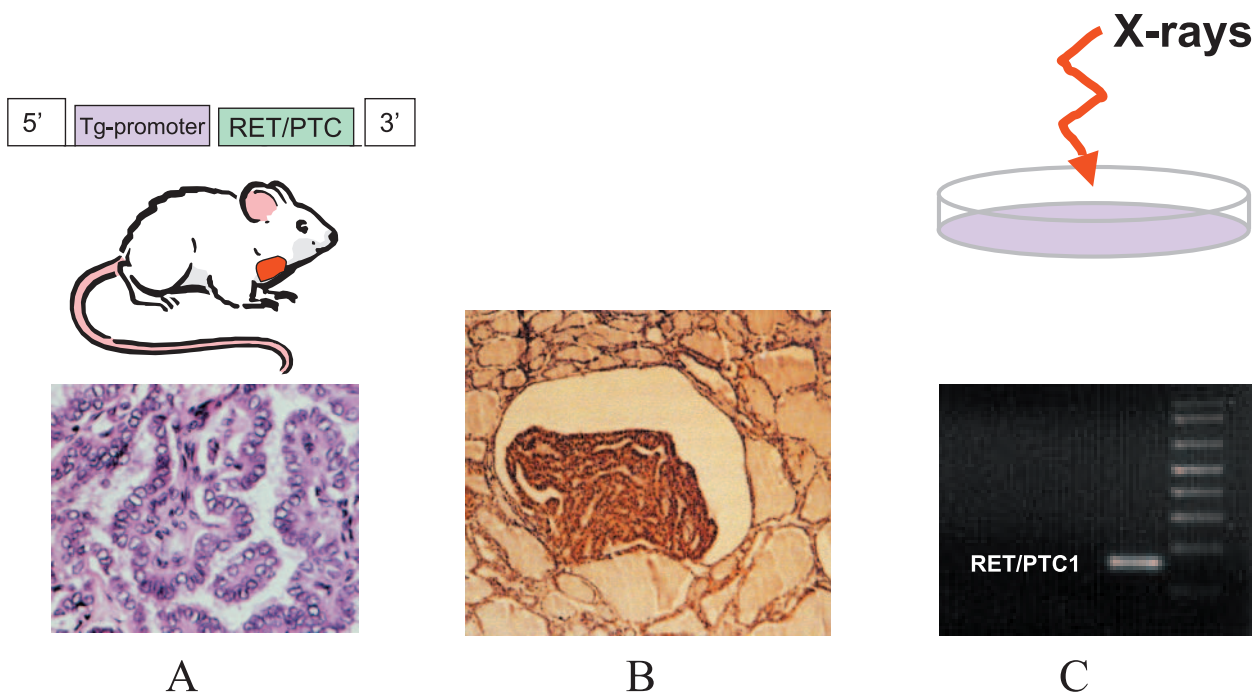 X-rays
5’ Tg-promoter RET/PTC 3’
RET/PTC1
A B C